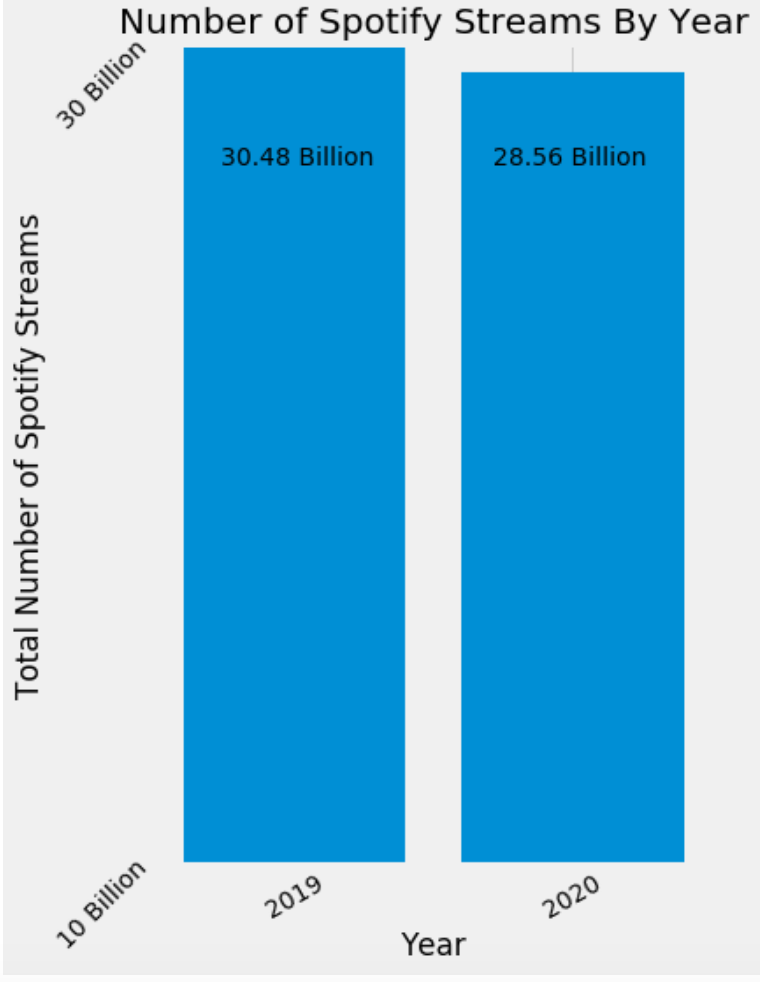 Number of Spotify Streams By Year
30 Billion
30.48 Billion
28.56 Billion
Total Number of Spotify Streams
10 Billion
2019
2020
Year